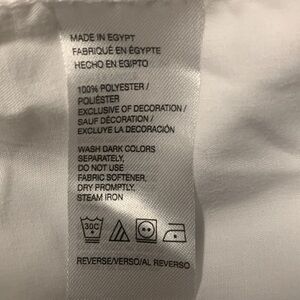 MADE IN EGYPT
FABRIQUÉ EN ÉGYPTE
HECHO EN EGIPTO
100% POLYESTER /
POLIÉSTER
EXCLUSIVE OF DECORATION /
SAUF DÉCORATION /
EXCLUYE LA DECORACIÓN
WASH DARK COLORS
SEPARATELY,
DO NOT USE
FABRIC SOFTENER,
DRY PROMPTLY,
STEAM IRON
30C
REVERSE/VERSO/AL REVERSO